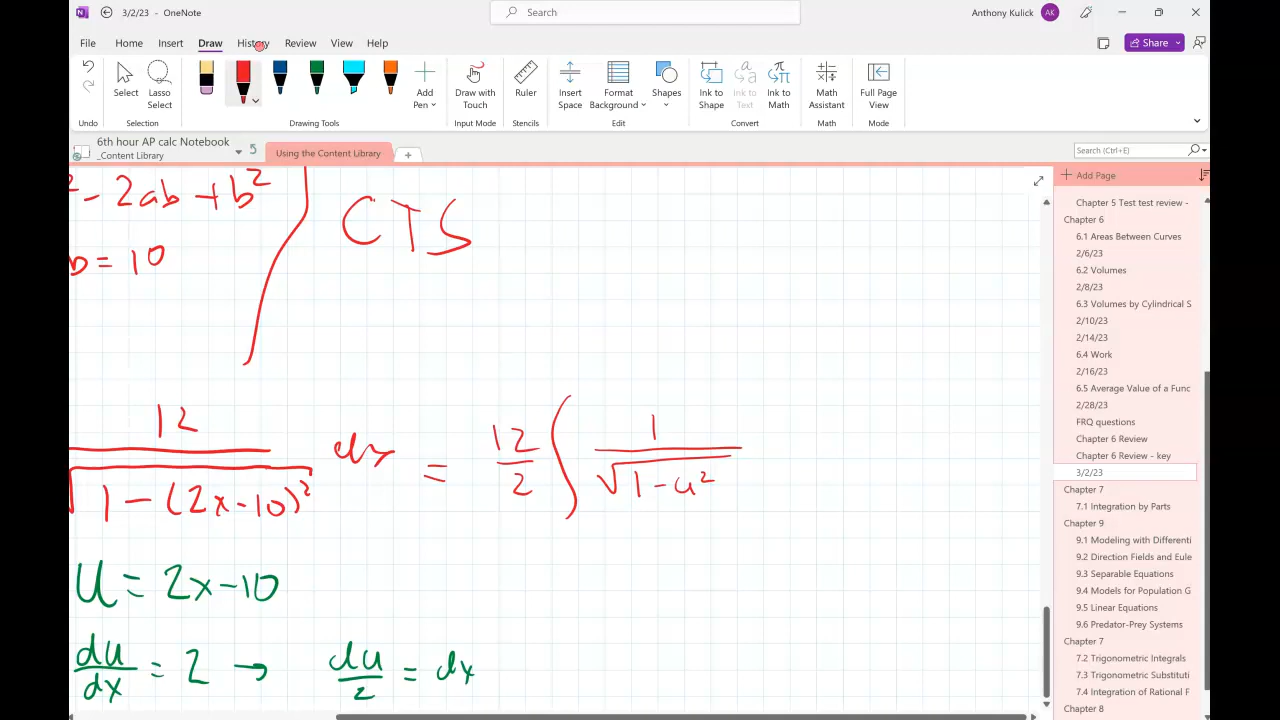 3/2/23 • OneNote
Search
Anthony Kulick AK
File Home Insert Draw History Review View Help
Undo
Select
Lasso Select
Add Pen
Draw with Touch
Ruler
Insert Space
Format Background
Shapes
Ink to Shape
Ink to Text
Ink to Math
Math Assistant
Full Page View
Share
Selection
Drawing Tools
Input Mode
Stencils
Edit
Convert
Math
Mode
6th hour AP calc Notebook
_Content Library
Using the Content Library
Search (Ctrl+E)
Add Page
Chapter 5 Test test review -
Chapter 6
6.1 Areas Between Curves
2/6/23
6.2 Volumes
2/8/23
6.3 Volumes by Cylindrical S
2/10/23
2/14/23
6.4 Work
2/16/23
6.5 Average Value of a Func
2/28/23
FRQ questions
Chapter 6 Review
Chapter 6 Review - key
3/2/23
Chapter 7
7.1 Integration by Parts
Chapter 9
9.1 Modeling with Differenti
9.2 Direction Fields and Eule
9.3 Separable Equations
9.4 Models for Population G
9.5 Linear Equations
9.6 Predator-Prey Systems
Chapter 7
7.2 Trigonometric Integrals
7.3 Trigonometric Substituti
7.4 Integration of Rational F
Chapter 8
² - 2ab + b²
b = 10
CTS
12 / √(1 - (2x-10)²) dx = 12/2 ∫ 1 / √(1-u²)
u = 2x-10
du/dx = 2 → du/2 = dx